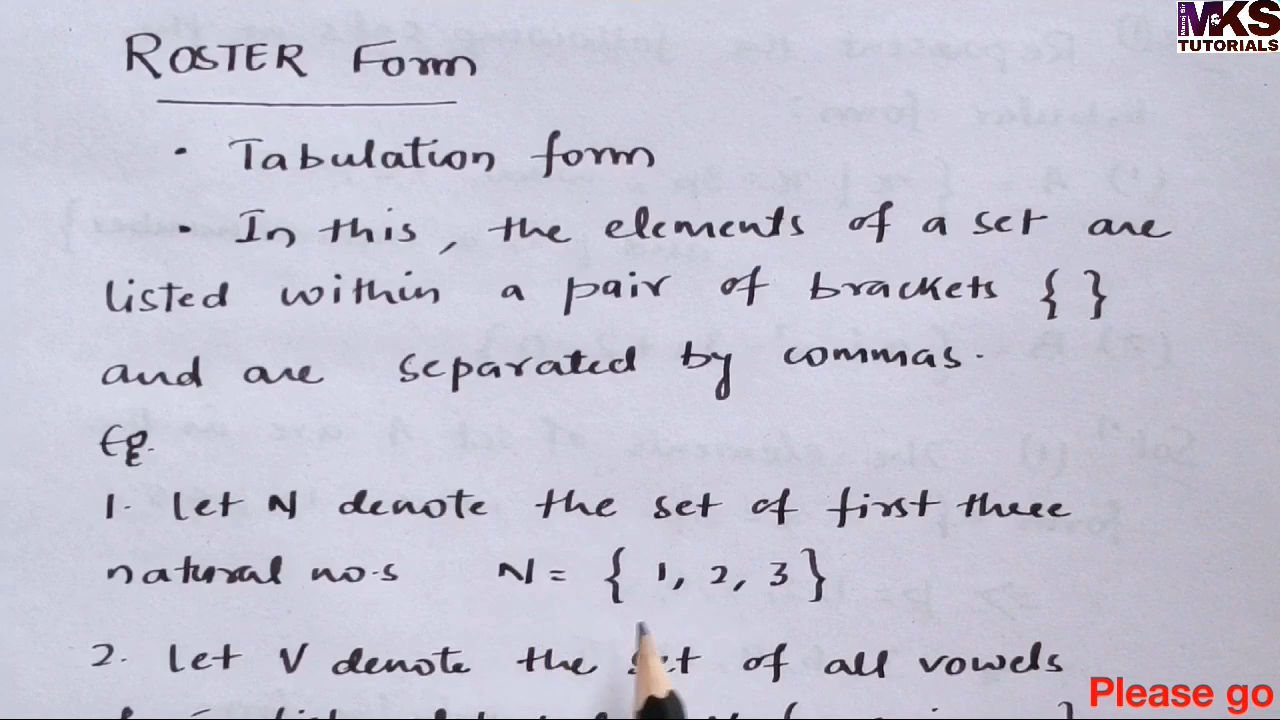 MKS
TUTORIALS
ROSTER Form
• Tabulation form
• In this, the elements of a set are
listed within a pair of brackets { }
and are separated by commas.
Eg.
1. Let N denote the set of first three
natural no.s N = { 1, 2, 3 }
2. Let V denote the set of all vowels
Please go